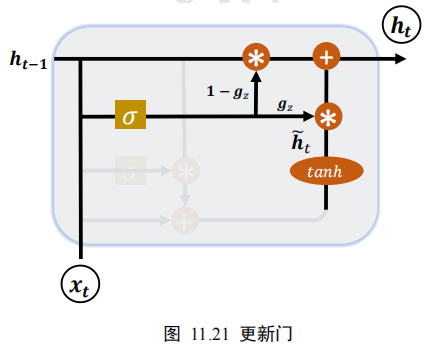 h_t
h_{t-1}
*
+
1 - g_z
g_z
σ
*
h̃_t
σ
*
tanh
+
x_t
图 11.21 更新门